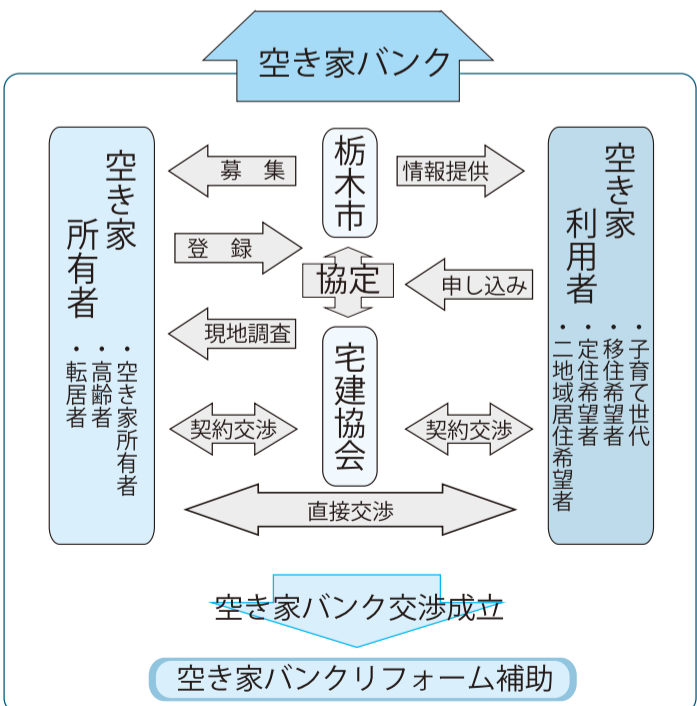 空き家バンク
空き家
所有者
・空き家所有者
・高齢者
・転居者
募　集
登　録
現地調査
契約交渉
栃木市
協定
宅建協会
情報提供
申し込み
契約交渉
直接交渉
空き家
利用者
・子育て世代
・移住希望者
・定住希望者
・二地域居住希望者
空き家バンク交渉成立
空き家バンクリフォーム補助